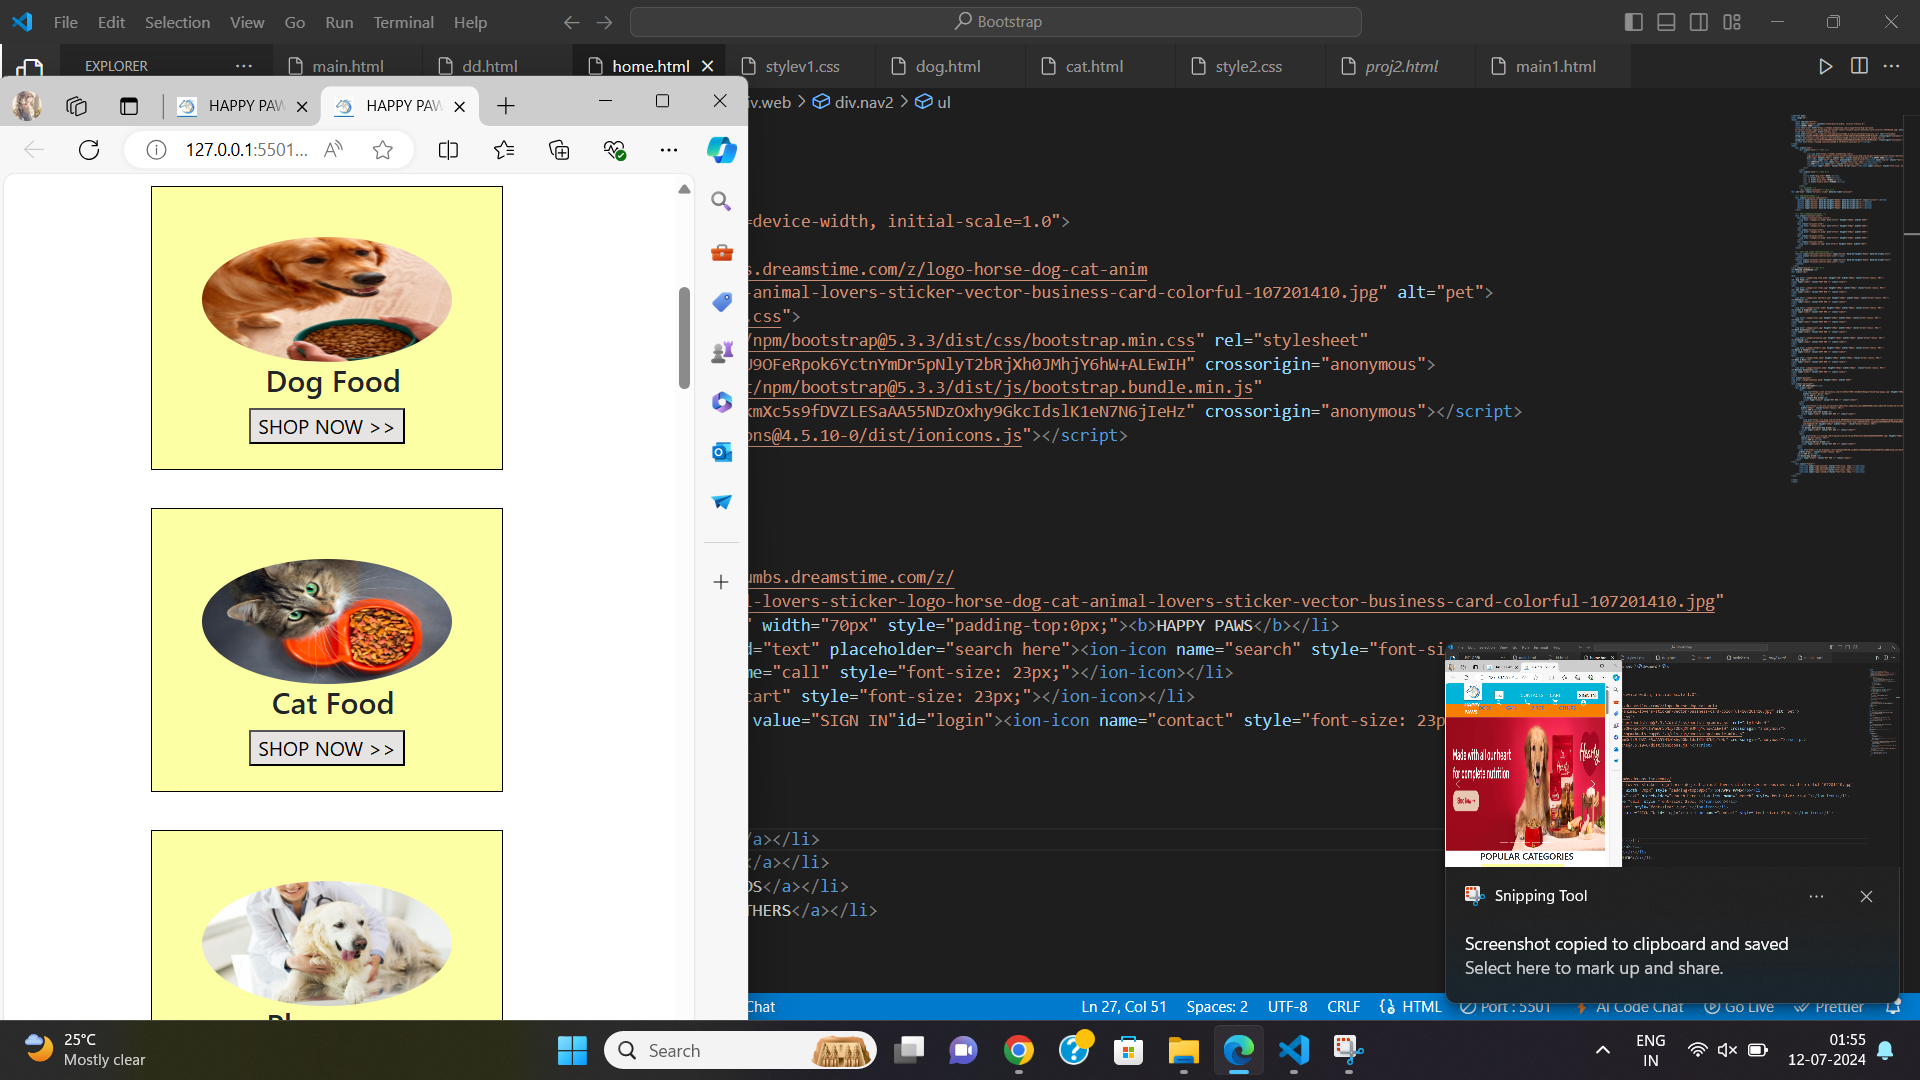 File Edit Selection View Go Run Terminal Help
Bootstrap
EXPLORER
main.html
dd.html
home.html
stylev1.css
dog.html
cat.html
style2.css
proj2.html
main1.html
HAPPY PAW
HAPPY PAW
iv.web > div.nav2 > ul
127.0.0.1:5501...
=device-width, initial-scale=1.0">
s.dreamstime.com/z/logo-horse-dog-cat-anim
-animal-lovers-sticker-vector-business-card-colorful-107201410.jpg" alt="pet">
.css">
/npm/bootstrap@5.3.3/dist/css/bootstrap.min.css" rel="stylesheet"
J9OFeRpok6YctnYmDr5pNlyT2bRjXh0JMhjY6hW+ALEwIH" crossorigin="anonymous">
t/npm/bootstrap@5.3.3/dist/js/bootstrap.bundle.min.js"
xmXc5s9fDVZLESaAA55NDzOxhy9GkcIdslK1eN7N6jIeHz" crossorigin="anonymous"></script>
ons@4.5.10-0/dist/ionicons.js"></script>
umbs.dreamstime.com/z/
l-lovers-sticker-logo-horse-dog-cat-animal-lovers-sticker-vector-business-card-colorful-107201410.jpg"
" width="70px" style="padding-top:0px;"><b>HAPPY PAWS</b></li>
d="text" placeholder="search here"><ion-icon name="search" style="font-si
me="call" style="font-size: 23px;"></ion-icon></li>
cart" style="font-size: 23px;"></ion-icon></li>
value="SIGN IN"id="login"><ion-icon name="contact" style="font-size: 23p
/a></li>
</a></li>
DS</a></li>
THERS</a></li>
Dog Food
SHOP NOW >>
Cat Food
SHOP NOW >>
HAPPY
PAWS
CONTACTS
CART
SIGN IN
Made with all our heart
for complete nutrition
Hearty
POPULAR CATEGORIES
Snipping Tool
Screenshot copied to clipboard and saved
Select here to mark up and share.
Chat
Ln 27, Col 51
Spaces: 2
UTF-8
CRLF
HTML
Port : 5501
AI Code Chat
Go Live
Prettier
25°C
Mostly clear
Search
ENG
IN
01:55
12-07-2024